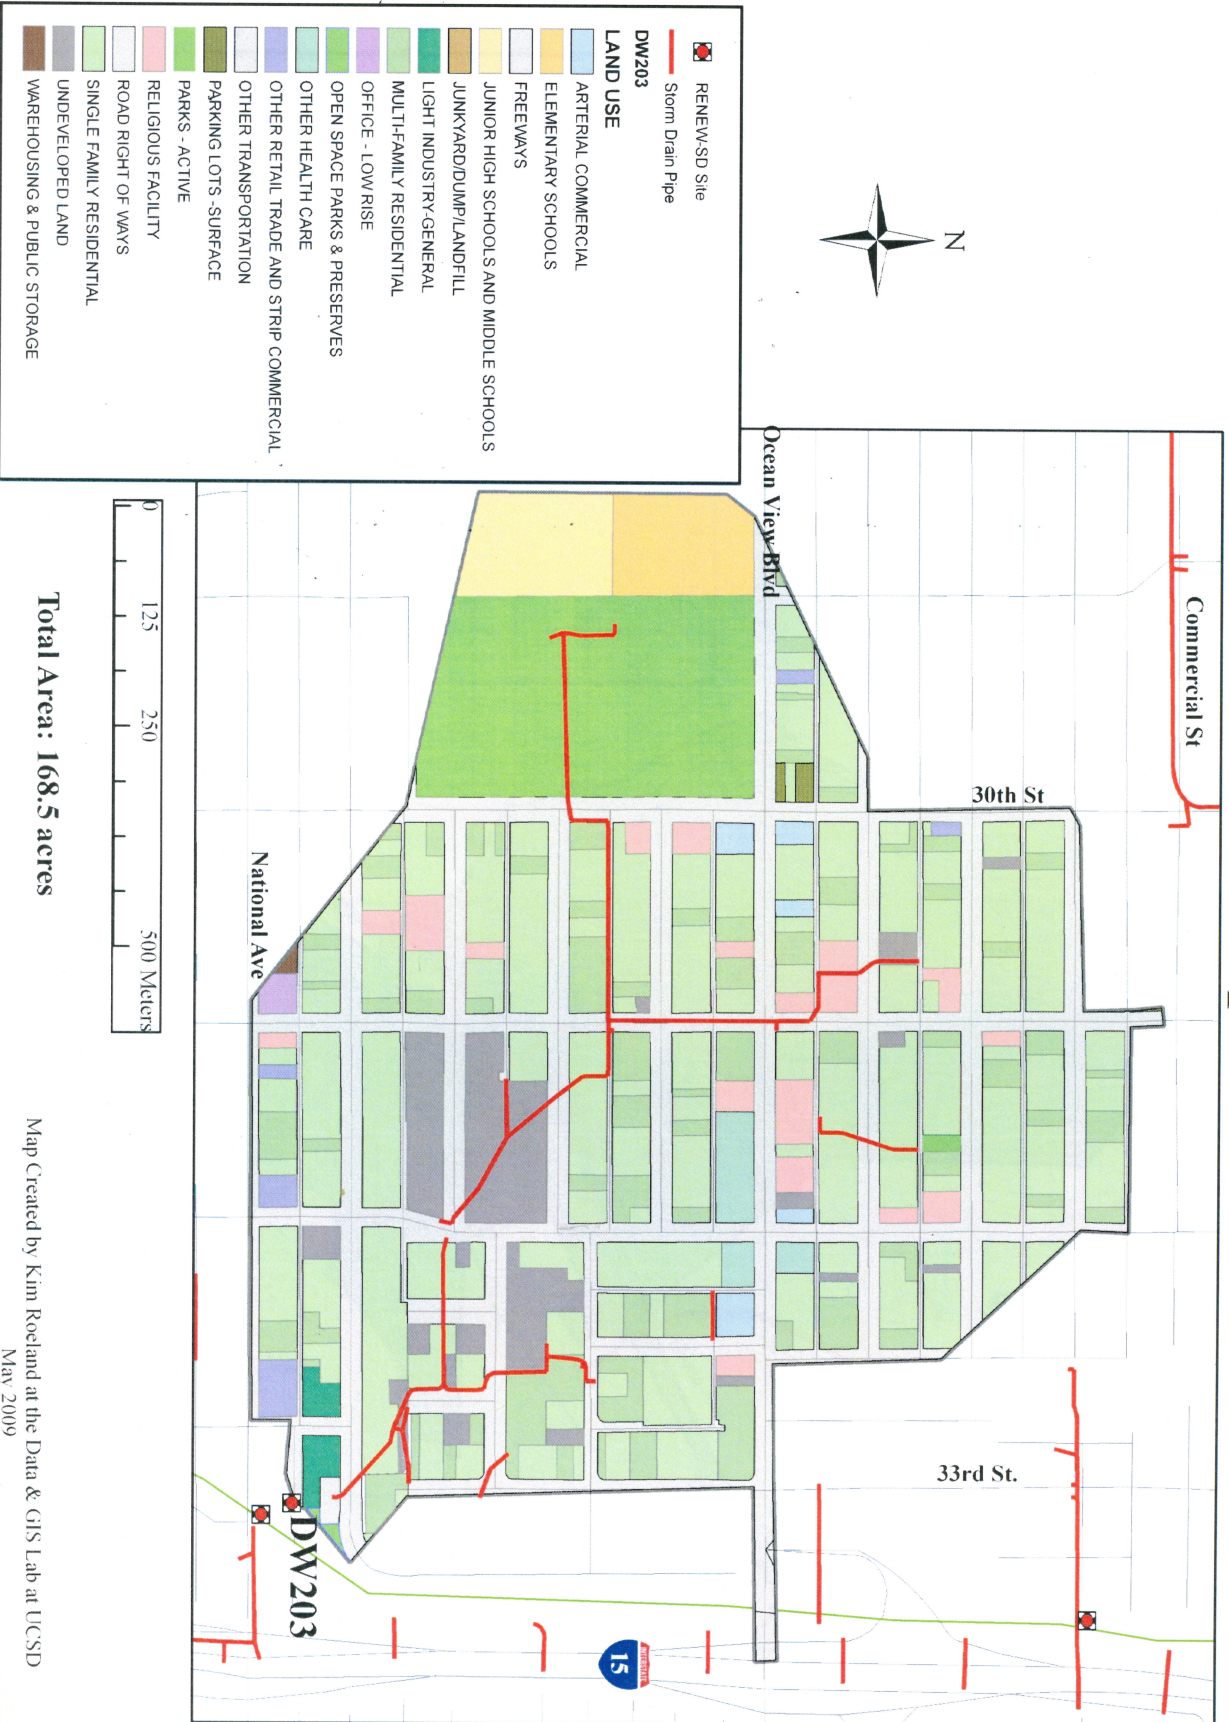 N
RENEW-SD Site
Storm Drain Pipe
DW203
LAND USE
ARTERIAL COMMERCIAL
ELEMENTARY SCHOOLS
FREEWAYS
JUNIOR HIGH SCHOOLS AND MIDDLE SCHOOLS
JUNKYARD/DUMP/LANDFILL
LIGHT INDUSTRY-GENERAL
MULTI-FAMILY RESIDENTIAL
OFFICE - LOW RISE
OPEN SPACE PARKS & PRESERVES
OTHER HEALTH CARE
OTHER RETAIL TRADE AND STRIP COMMERCIAL
OTHER TRANSPORTATION
PARKING LOTS -SURFACE
PARKS - ACTIVE
RELIGIOUS FACILITY
ROAD RIGHT OF WAYS
SINGLE FAMILY RESIDENTIAL
UNDEVELOPED LAND
WAREHOUSING & PUBLIC STORAGE
Commercial St
30th St
33rd St.
Ocean View Blvd
15
National Ave
DW203
0 125 250 500 Meters
Total Area: 168.5 acres
Map Created by Kim Roeland at the Data & GIS Lab at UCSD
May 2009